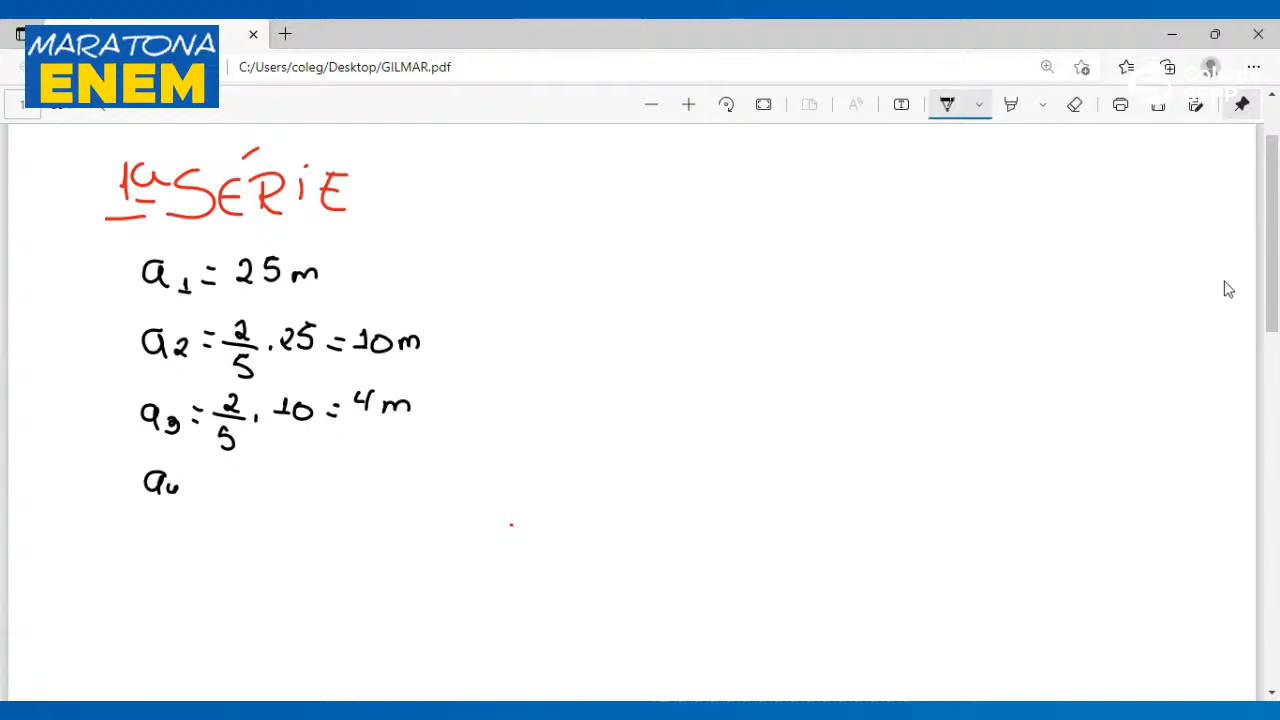 MARATONA
ENEM
C:/Users/coleg/Desktop/GILMAR.pdf
1ª SÉRIE
a1 = 25 m
a2 = 2/5 . 25 = 10 m
a3 = 2/5 . 10 = 4 m
a4